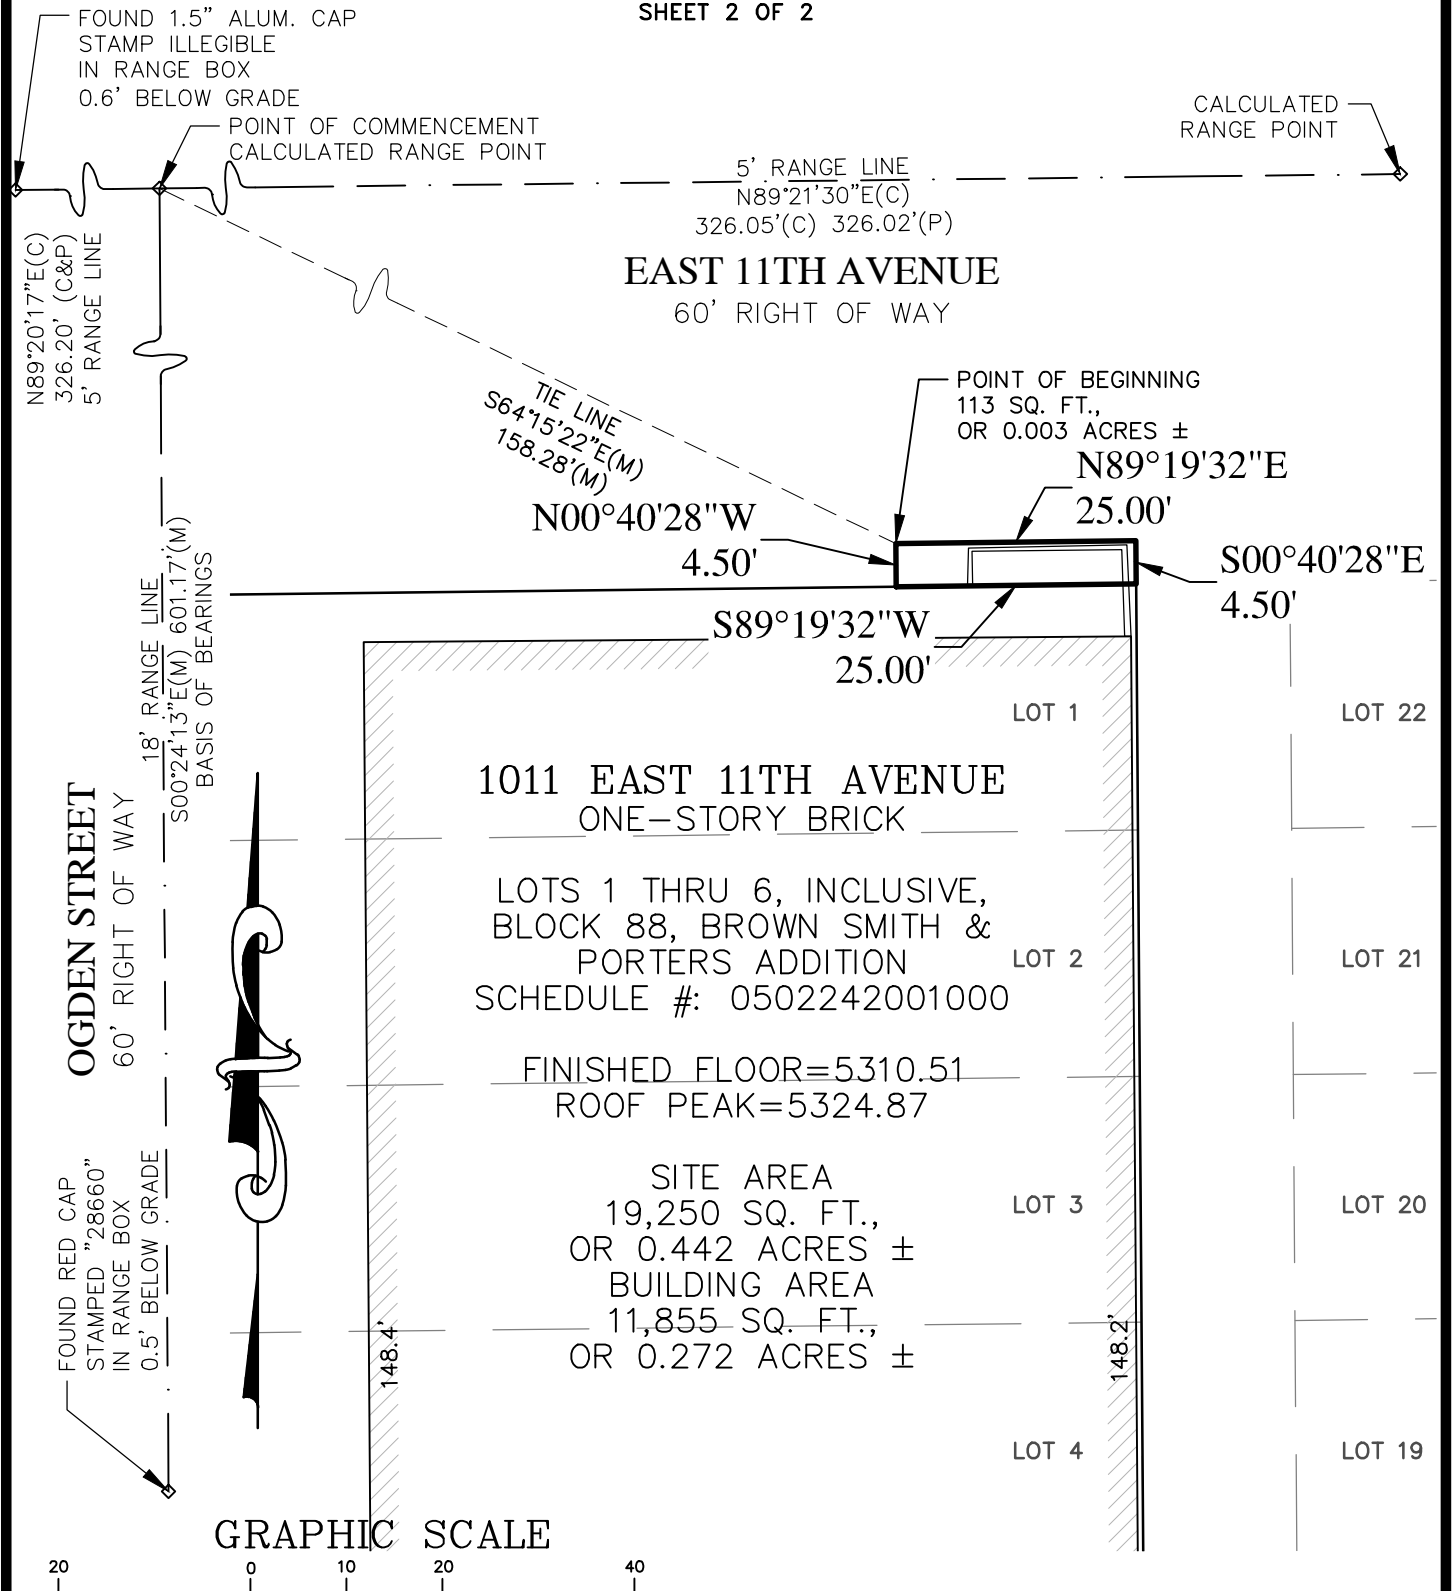 SHEET 2 OF 2
FOUND 1.5" ALUM. CAP
STAMP ILLEGIBLE
IN RANGE BOX
0.6' BELOW GRADE
POINT OF COMMENCEMENT
CALCULATED RANGE POINT
CALCULATED
RANGE POINT
5' RANGE LINE
N89°21'30"E(C)
326.05'(C) 326.02'(P)
EAST 11TH AVENUE
60' RIGHT OF WAY
N89°20'17"E(C)
326.20' (C&P)
5' RANGE LINE
TIE LINE
S64°15'22"E(M)
158.28'(M)
POINT OF BEGINNING
113 SQ. FT.,
OR 0.003 ACRES ±
N89°19'32"E
25.00'
N00°40'28"W
4.50'
S00°40'28"E
4.50'
S89°19'32"W
25.00'
18' RANGE LINE
S00°24'13"E(M) 601.17'(M)
BASIS OF BEARINGS
OGDEN STREET
60' RIGHT OF WAY
LOT 1
LOT 22
1011 EAST 11TH AVENUE
ONE-STORY BRICK
LOTS 1 THRU 6, INCLUSIVE,
BLOCK 88, BROWN SMITH &
PORTERS ADDITION
SCHEDULE #: 0502242001000
LOT 2
LOT 21
FINISHED FLOOR=5310.51
ROOF PEAK=5324.87
SITE AREA
19,250 SQ. FT.,
OR 0.442 ACRES ±
BUILDING AREA
11,855 SQ. FT.,
OR 0.272 ACRES ±
LOT 3
LOT 20
148.4'
148.2'
LOT 4
LOT 19
FOUND RED CAP
STAMPED "28660"
IN RANGE BOX
0.5' BELOW GRADE
GRAPHIC SCALE
20 0 10 20 40